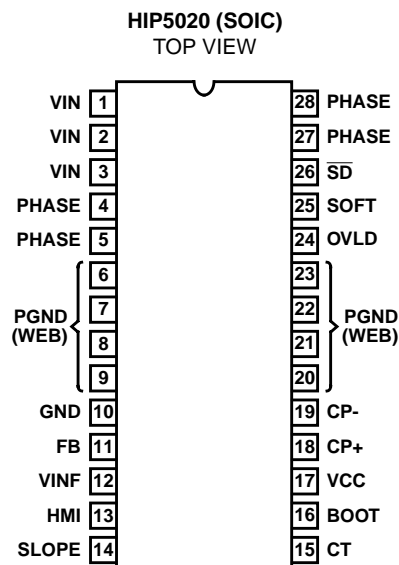 HIP5020 (SOIC)
TOP VIEW
VIN 1 28 PHASE
VIN 2 27 PHASE
VIN 3 26 SD
PHASE 4 25 SOFT
PHASE 5 24 OVLD
6 23
7 22
PGND (WEB) PGND (WEB)
8 21
9 20
GND 10 19 CP-
FB 11 18 CP+
VINF 12 17 VCC
HMI 13 16 BOOT
SLOPE 14 15 CT